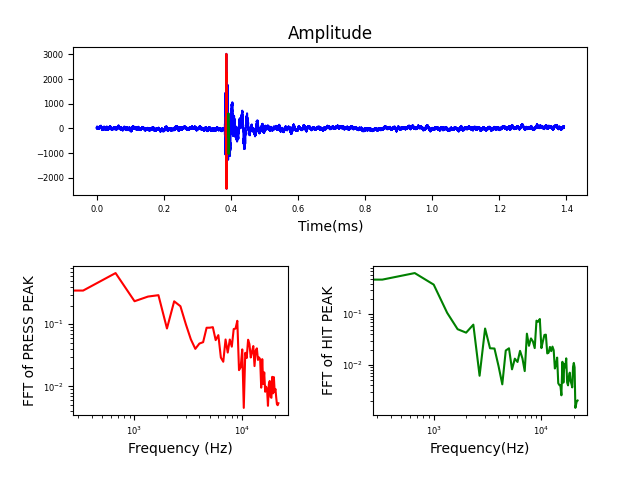 Amplitude
3000
2000
1000
0
−1000
−2000
0.0 0.2 0.4 0.6 0.8 1.0 1.2 1.4
Time(ms)
FFT of PRESS PEAK
10⁻¹
10⁻²
10³ 10⁴
Frequency (Hz)
FFT of HIT PEAK
10⁻¹
10⁻²
10³ 10⁴
Frequency(Hz)